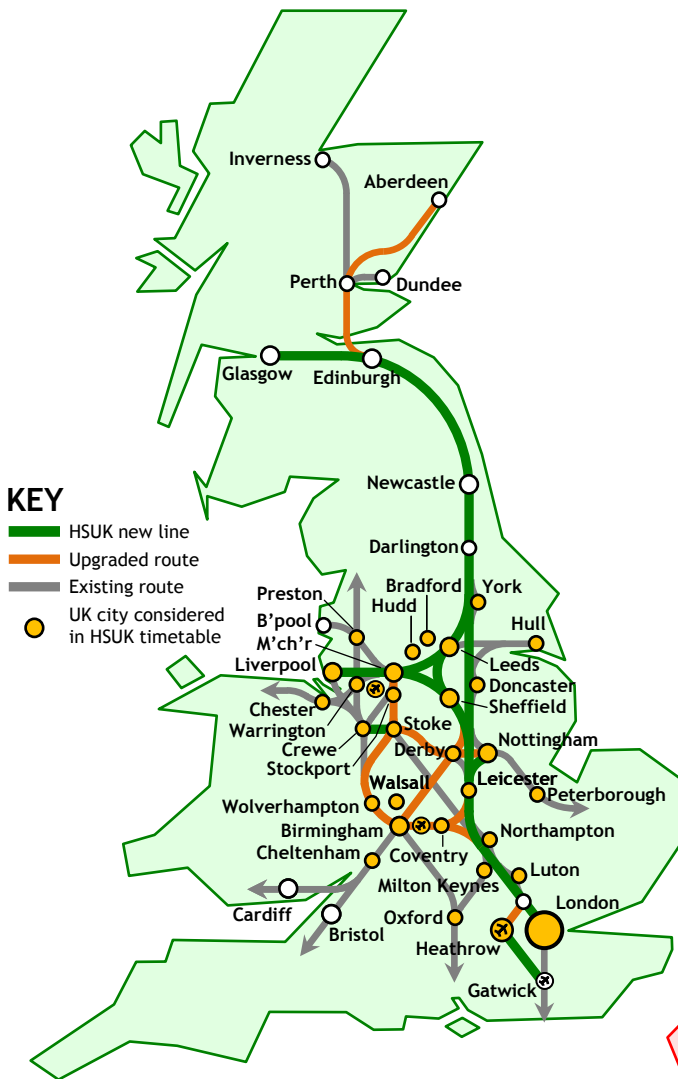 Inverness
Aberdeen
Perth
Dundee
Glasgow
Edinburgh
Newcastle
KEY
HSUK new line
Upgraded route
Existing route
UK city considered
in HSUK timetable
Darlington
Preston
Bradford
York
B'pool
Hudd
Hull
M'ch'r
Liverpool
Leeds
Doncaster
Chester
Sheffield
Warrington
Stoke
Crewe
Derby
Nottingham
Stockport
Walsall
Leicester
Peterborough
Wolverhampton
Birmingham
Northampton
Cheltenham
Coventry
Luton
Milton Keynes
London
Cardiff
Bristol
Oxford
Heathrow
Gatwick